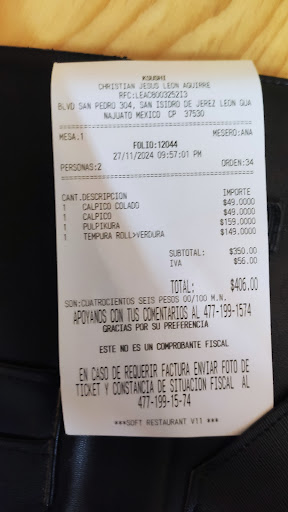 KOUSHI
CHRISTIAN JESUS LEON AGUIRRE
RFC:LEAC8003252I3
BLVD SAN PEDRO 304, SAN ISIDRO DE JEREZ LEON GUA
NAJUATO MEXICO CP 37530
MESA.1 MESERO:ANA
FOLIO:12044
27/11/2024 09:57:01 PM
PERSONAS:2 ORDEN:34
CANT.DESCRIPCION IMPORTE
1 CALPICO COLADO $49.0000
1 CALPICO $49.0000
1 PULPIKURA $159.0000
1 TEMPURA ROLL>VERDURA $149.0000
SUBTOTAL: $350.00
IVA $56.00
TOTAL: $406.00
SON:CUATROCIENTOS SEIS PESOS 00/100 M.N.
APOYANOS CON TUS COMENTARIOS AL 477-199-1574
GRACIAS POR SU PREFERENCIA
ESTE NO ES UN COMPROBANTE FISCAL
EN CASO DE REQUERIR FACTURA ENVIAR FOTO DE
TICKET Y CONSTANCIA DE SITUACION FISCAL AL
477-199-15-74
***SOFT RESTAURANT V11 ***